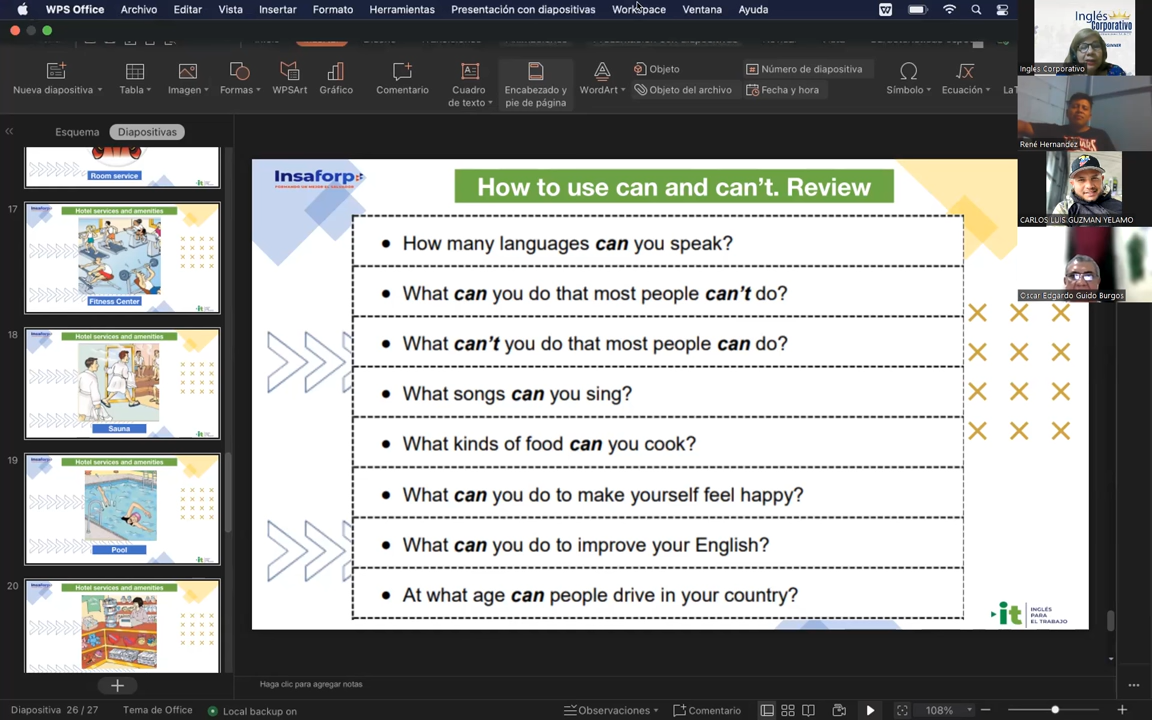 WPS Office Archivo Editar Vista Insertar Formato Herramientas Presentación con diapositivas Workspace Ventana Ayuda
Nueva diapositiva Tabla Imagen Formas WPSArt Gráfico Comentario Cuadro de texto Encabezado y pie de página WordArt Objeto Objeto del archivo Número de diapositiva Fecha y hora Símbolo Ecuación
Esquema Diapositivas
Room service
17
Hotel services and amenities
Fitness Center
18
Hotel services and amenities
Sauna
19
Hotel services and amenities
Pool
20
Hotel services and amenities
Insaforp
How to use can and can't. Review
• How many languages can you speak?
• What can you do that most people can't do?
• What can't you do that most people can do?
• What songs can you sing?
• What kinds of food can you cook?
• What can you do to make yourself feel happy?
• What can you do to improve your English?
• At what age can people drive in your country?
it INGLÉS
PARA
EL TRABAJO
Inglés
Corporativo
Inglés Corporativo
René Hernandez
CARLOS LUIS GUZMAN YELAMO
Oscar Edgardo Guido Burgos
Haga clic para agregar notas
Diapositiva 26 / 27 Tema de Office Local backup on Observaciones Comentario 108%